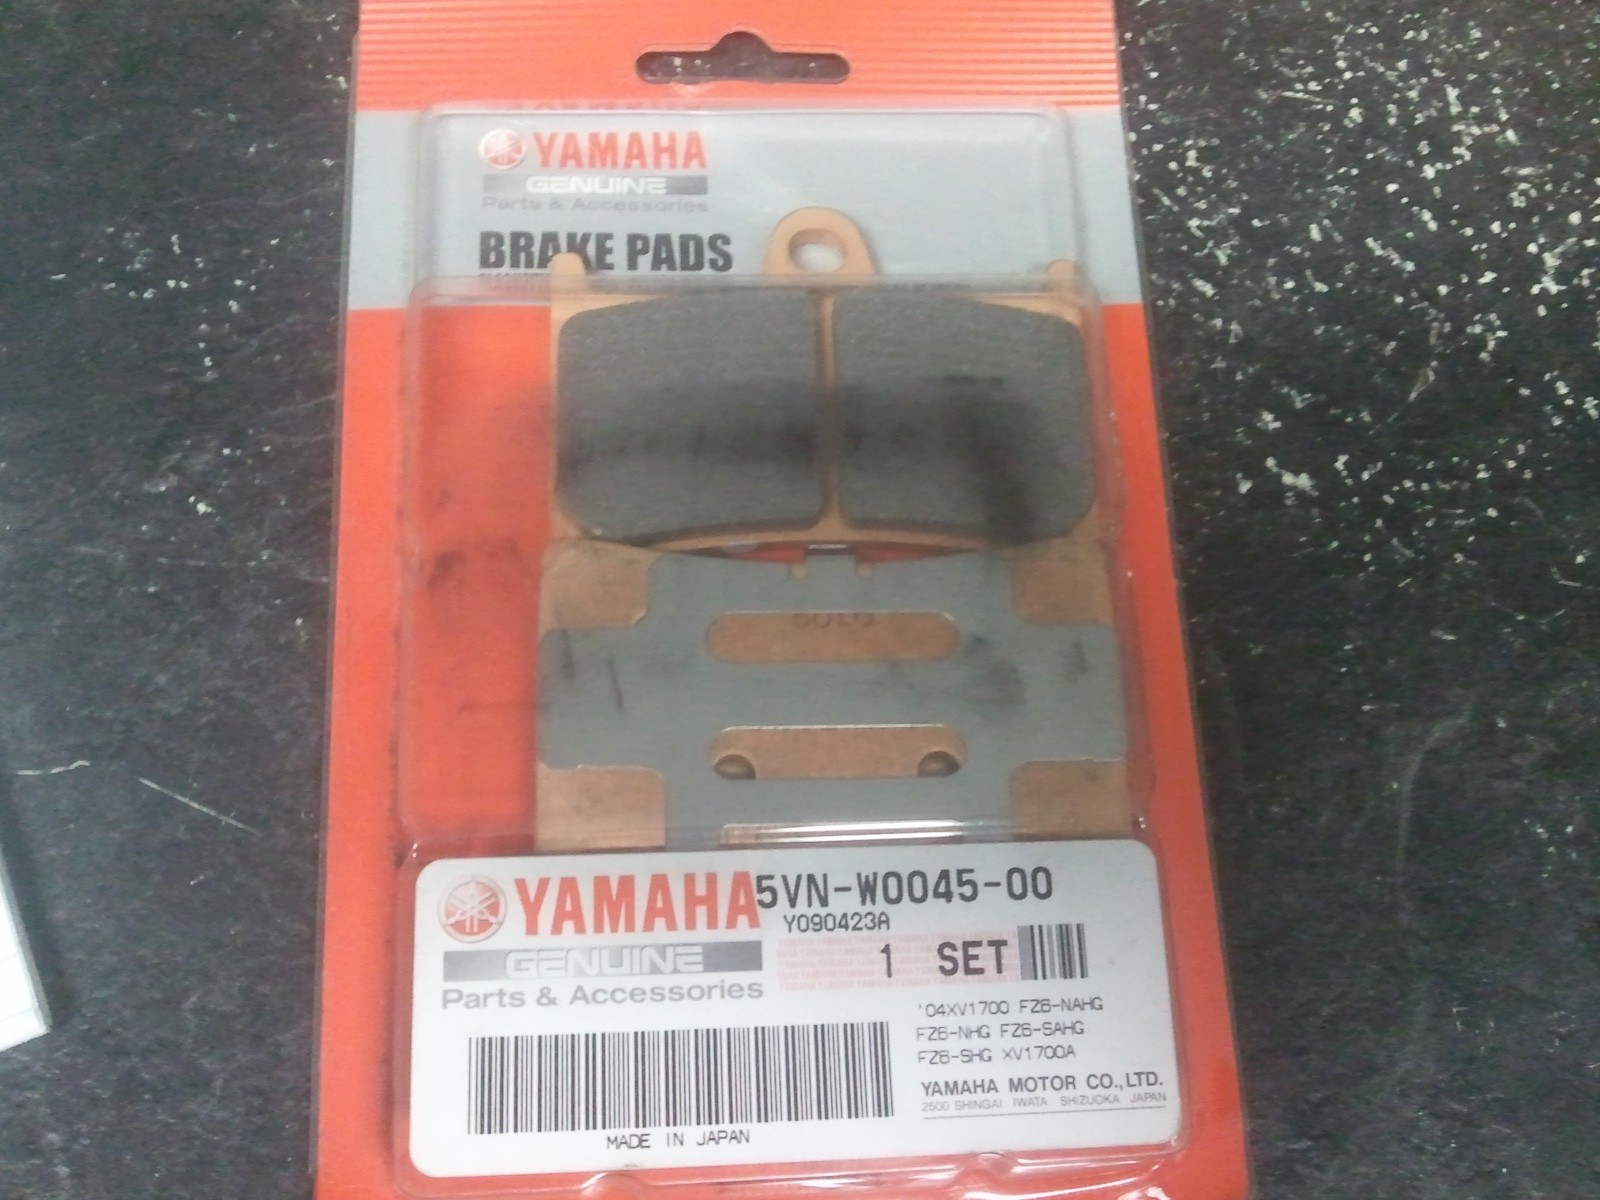 YAMAHA
GENUINE
Parts & Accessories
BRAKE PADS
YAMAHA
5VN-W0045-00
Y090423A
GENUINE
1 SET
Parts & Accessories
'04XV1700 FZ6-NAHG
FZ6-NHG FZ6-SAHG
FZ6-SHG XV1700A
YAMAHA MOTOR CO.,LTD.
2500 SHINGAI IWATA SHIZUOKA JAPAN
MADE IN JAPAN